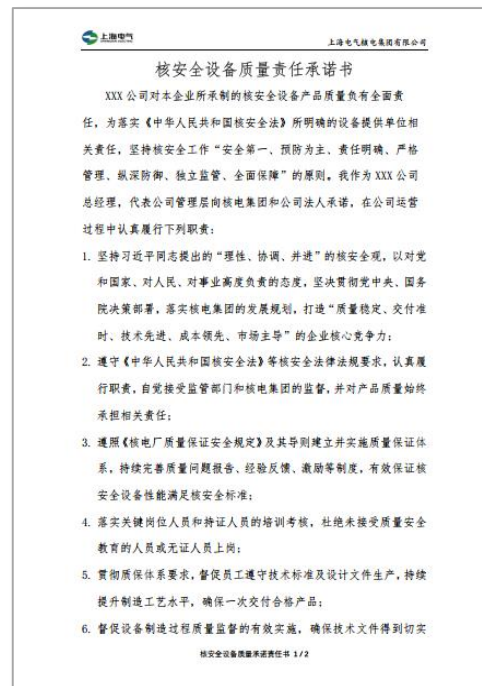 上海电气
上海电气核电集团有限公司
核安全设备质量责任承诺书
XXX 公司对本企业所承制的核安全设备产品质量负有全面责
任，为落实《中华人民共和国核安全法》所明确的设备提供单位相
关责任，坚持核安全工作“安全第一、预防为主、责任明确、严格
管理、纵深防御、独立监管、全面保障”的原则。我作为 XXX 公司
总经理，代表公司管理层向核电集团和公司法人承诺，在公司运营
过程中认真履行下列职责：
1. 坚持习近平同志提出的“理性、协调、并进”的核安全观，以对党
和国家、对人民、对事业高度负责的态度，坚决贯彻党中央、国务
院决策部署，落实核电集团的发展规划，打造“质量稳定、交付准
时、技术先进、成本领先、市场主导”的企业核心竞争力；
2. 遵守《中华人民共和国核安全法》等核安全法律法规要求，认真履
行职责，自觉接受监管部门和核电集团的监督，并对产品质量始终
承担相关责任；
3. 遵照《核电厂质量保证安全规定》及其导则建立并实施质量保证体
系，持续完善质量问题报告、经验反馈、激励等制度，有效保证核
安全设备性能满足核安全标准；
4. 落实关键岗位人员和持证人员的培训考核，杜绝未接受质量安全
教育的人员或无证人员上岗；
5. 贯彻质保体系要求，督促员工遵守技术标准及设计文件生产，持续
提升制造工艺水平，确保一次交付合格产品；
6. 督促设备制造过程质量监督的有效实施，确保技术文件得到切实
核安全设备质量承诺责任书 1 / 2